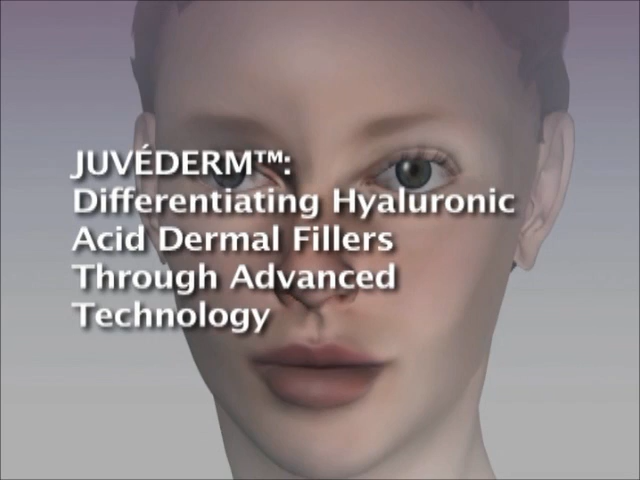 JUVÉDERM™:
Differentiating Hyaluronic
Acid Dermal Fillers
Through Advanced
Technology